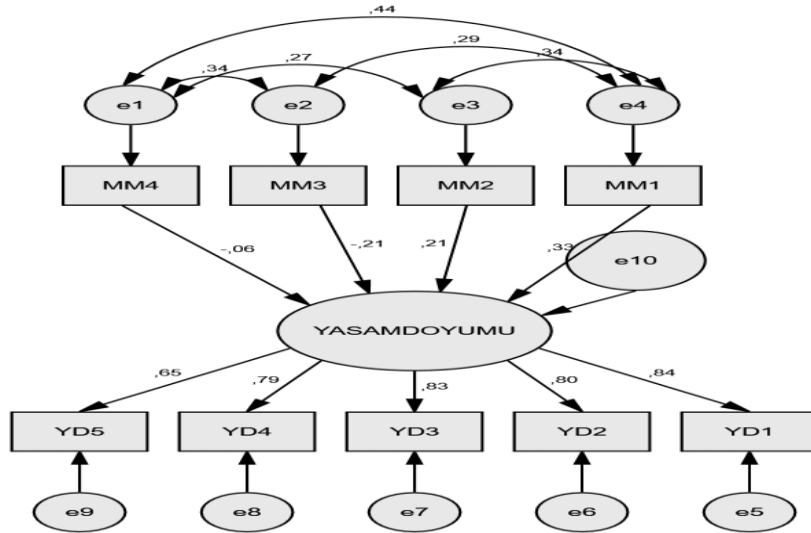 ,44
,29
,27
,34
,34
e1
e2
e3
e4
MM4
MM3
MM2
MM1
-,06
-,21
,21
,33
e10
YASAMDOYUMU
,65
,79
,83
,80
,84
YD5
YD4
YD3
YD2
YD1
e9
e8
e7
e6
e5